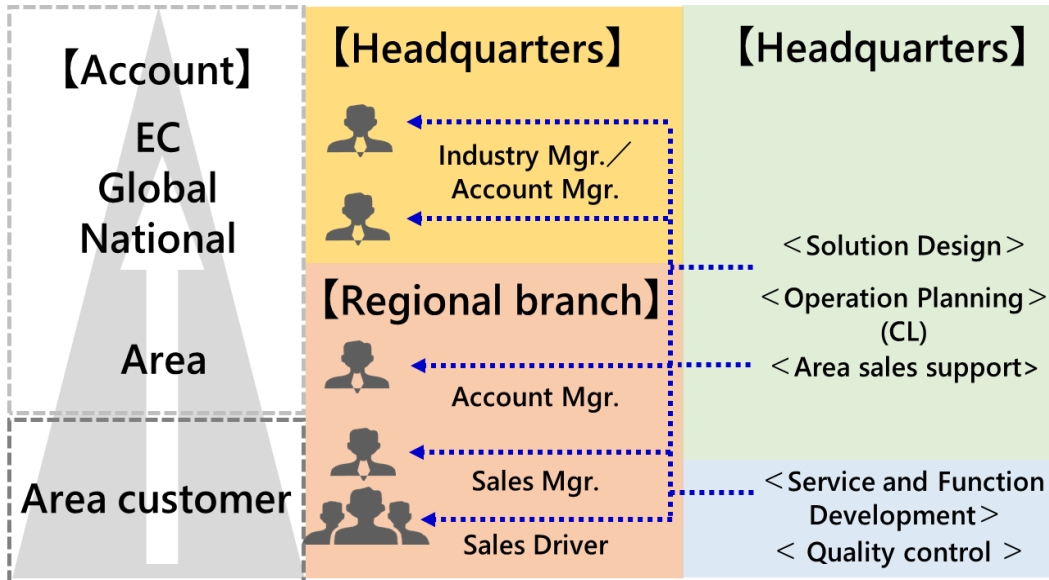 【Account】
EC
Global
National
Area
Area customer
【Headquarters】
Industry Mgr.／
Account Mgr.
【Regional branch】
Account Mgr.
Sales Mgr.
Sales Driver
【Headquarters】
＜Solution Design＞
＜Operation Planning＞
(CL)
＜Area sales support>
＜Service and Function
Development＞
＜ Quality control ＞